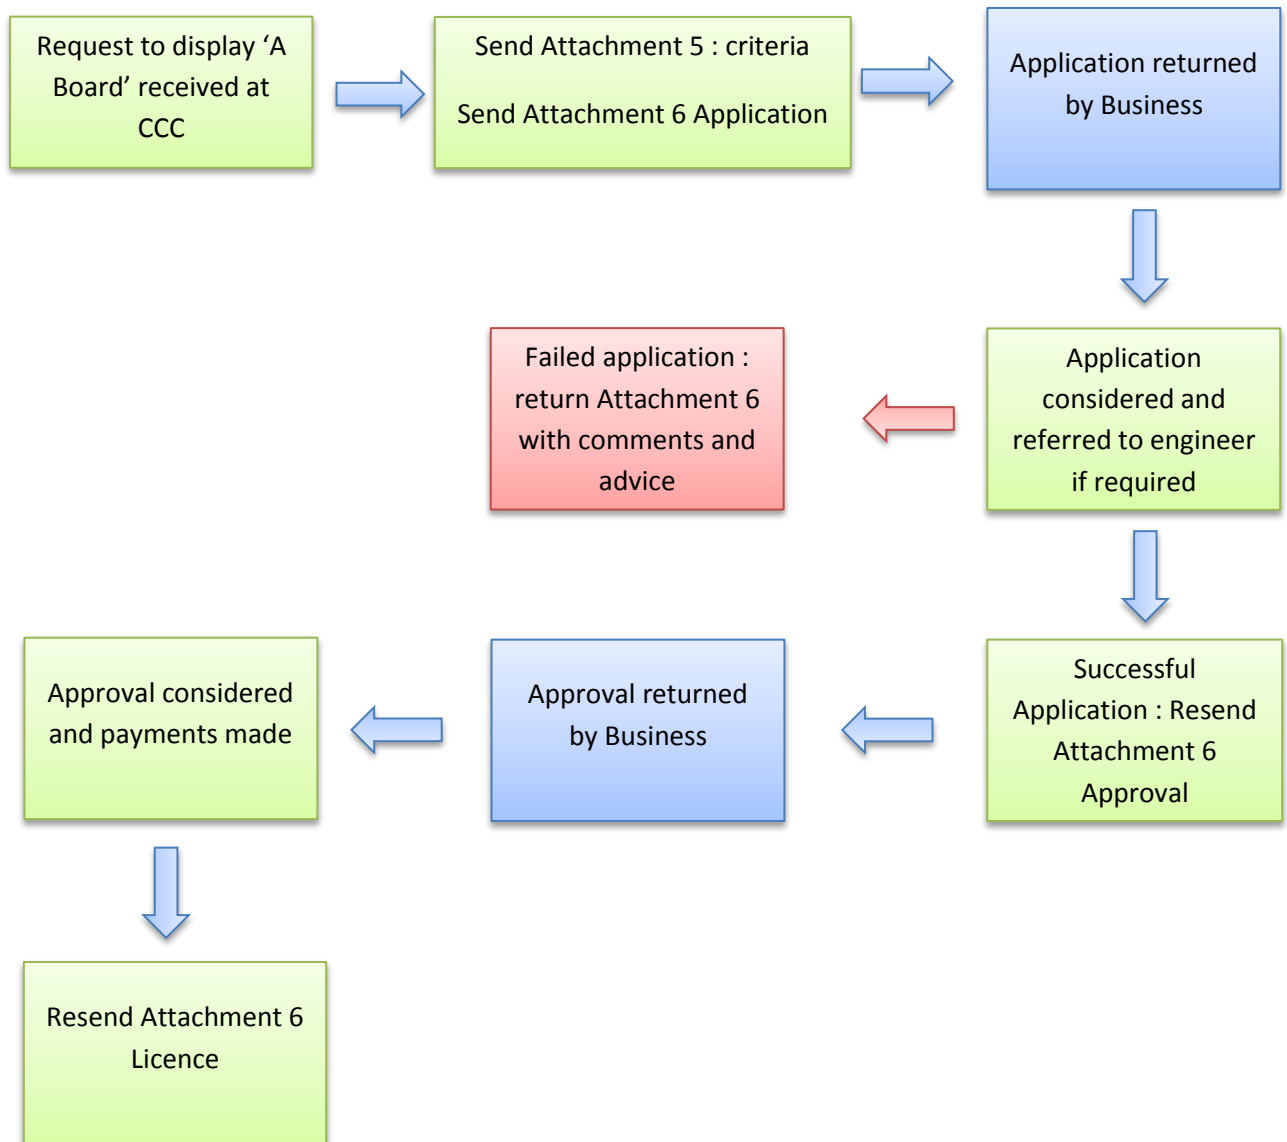 Request to display ‘A
Board’ received at
CCC
Send Attachment 5 : criteria
Send Attachment 6 Application
Application returned
by Business
Application
considered and
referred to engineer
if required
Failed application :
return Attachment 6
with comments and
advice
Successful
Application : Resend
Attachment 6
Approval
Approval returned
by Business
Approval considered
and payments made
Resend Attachment 6
Licence